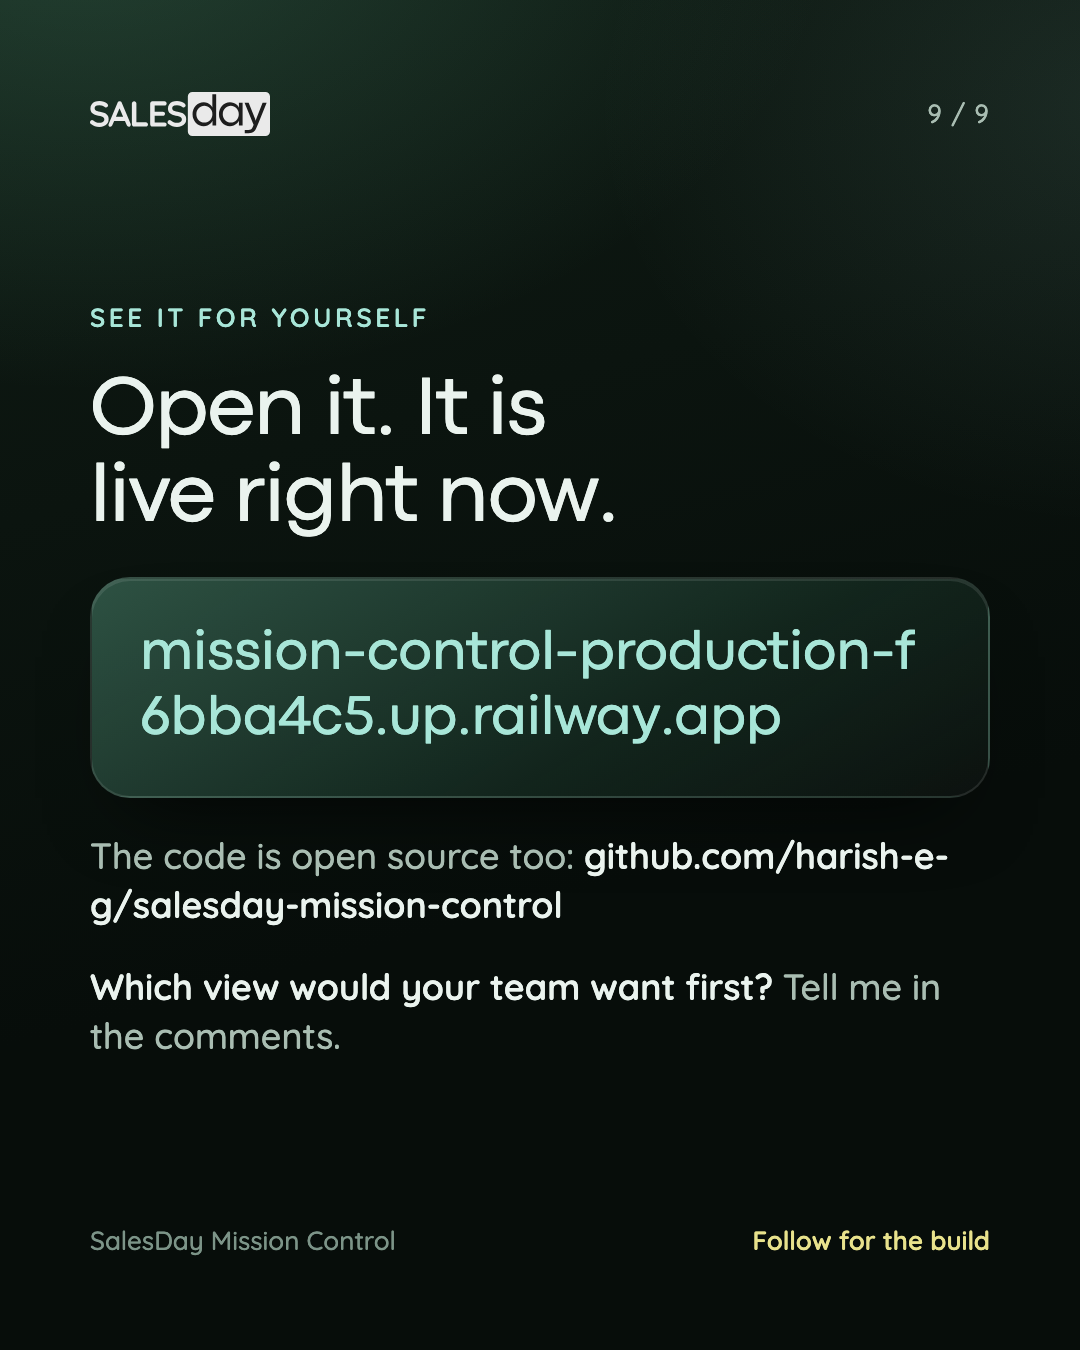 SALESday
9 / 9
SEE IT FOR YOURSELF
Open it. It is
live right now.
mission-control-production-f
6bba4c5.up.railway.app
The code is open source too: github.com/harish-e-
g/salesday-mission-control
Which view would your team want first? Tell me in
the comments.
SalesDay Mission Control
Follow for the build